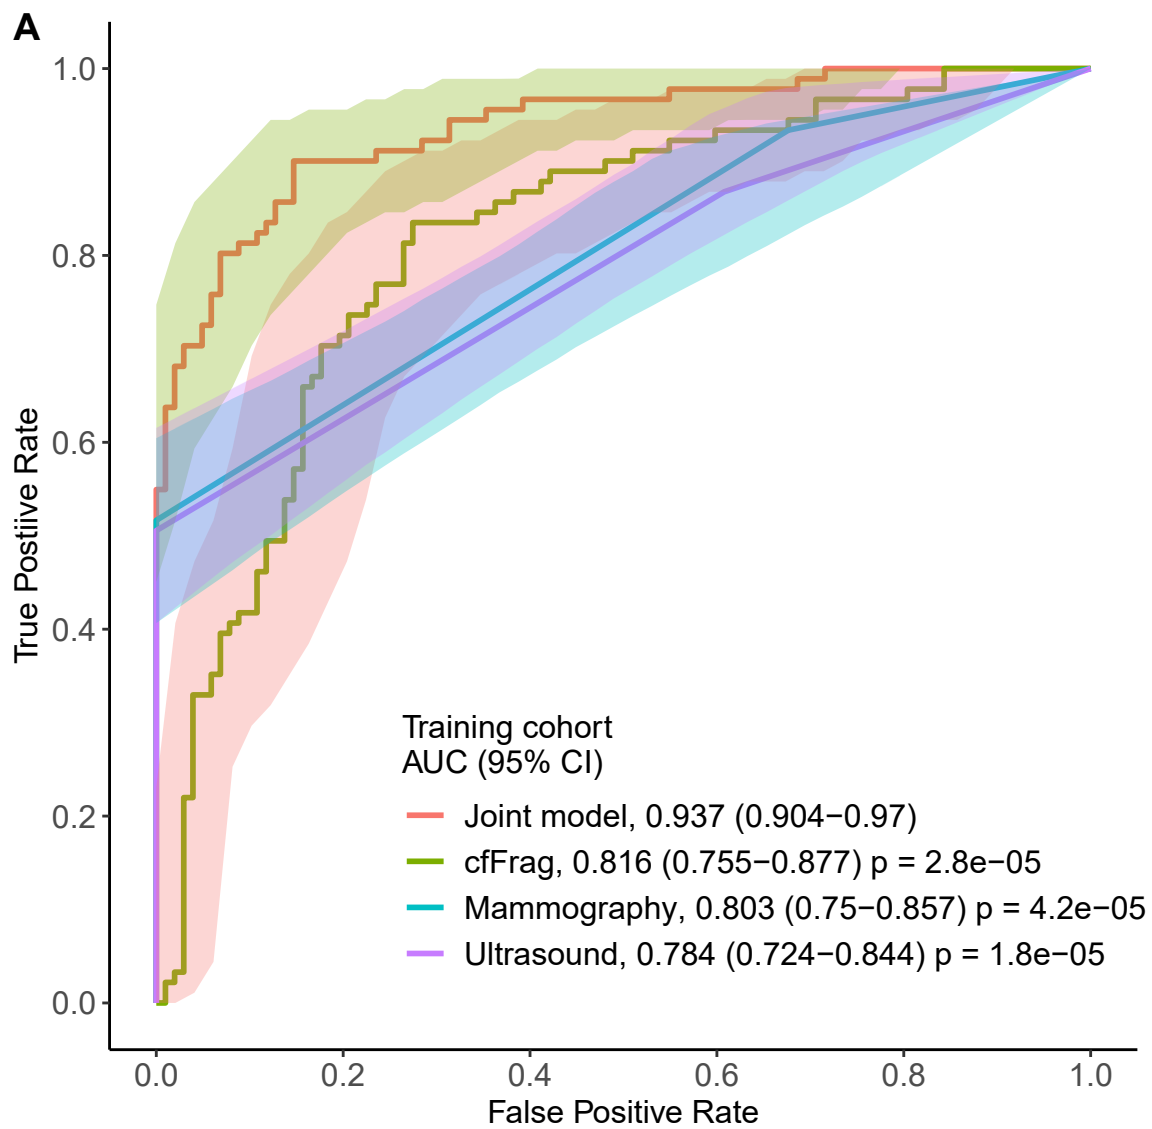 A
1.0
0.8
0.6
0.4
0.2
0.0
True Postiive Rate
Training cohort
AUC (95% CI)
Joint model, 0.937 (0.904−0.97)
cfFrag, 0.816 (0.755−0.877) p = 2.8e−05
Mammography, 0.803 (0.75−0.857) p = 4.2e−05
Ultrasound, 0.784 (0.724−0.844) p = 1.8e−05
0.0 0.2 0.4 0.6 0.8 1.0
False Positive Rate